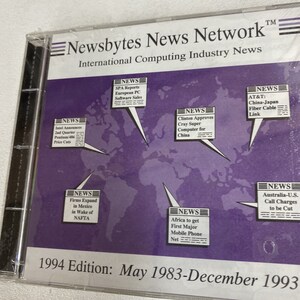 Newsbytes News Network™
International Computing Industry News
NEWS
SPA Reports
European PC
Software Sales
NEWS
Intel Announces
2nd Quarter
Pentium/486
Price Cuts
NEWS
Clinton Approves
Cray Super
Computer for
China
NEWS
AT&T:
China-Japan
Fiber Cable
Link
NEWS
Firms Expand
in Mexico
in Wake of
NAFTA
NEWS
Africa to get
First Major
Mobile Phone
Net
NEWS
Australia-U.S.
Call Charges
to be Cut
1994 Edition: May 1983-December 1993